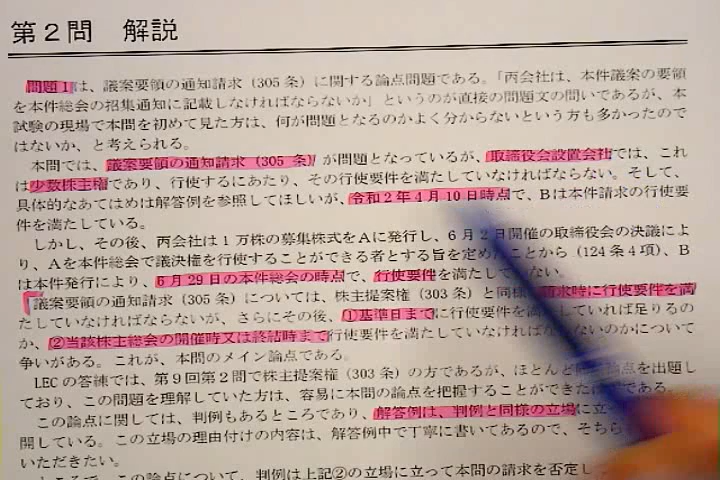 第2問 解説
問題1は、議案要領の通知請求（305条）に関する論点問題である。「丙会社は、本件議案の要領
を本件総会の招集通知に記載しなければならないか」というのが直接の問題文の問いであるが、本
試験の現場で本問を初めて見た方は、何が問題となるのかよく分からないという方も多かったので
はないか、と考えられる。
本問では、議案要領の通知請求（305条）が問題となっているが、取締役会設置会社では、これ
は少数株主権であり、行使するにあたり、その行使要件を満たしていなければならない。そして、
具体的なあてはめは解答例を参照してほしいが、令和2年4月10日時点で、Bは本件請求の行使要
件を満たしている。
しかし、その後、丙会社は1万株の募集株式をAに発行し、6月2日開催の取締役会の決議によ
り、Aを本件総会で議決権を行使することができる者とする旨を定めたことから（124条4項）、B
は本件発行により、6月29日の本件総会の時点で、行使要件を満たしていない。
議案要領の通知請求（305条）については、株主提案権（303条）と同様 請求時に行使要件を満
たしていなければならないが、さらにその後、①基準日までに行使要件を満たしていれば足りるの
か、②当該株主総会の開催時又は終結時まで行使要件を満たしていなければならないのかについて
争いがある。これが、本問のメイン論点である。
LECの答練では、第9回第2問で株主提案権（303条）の方であるが、ほとんど 論点を出題し
ており、この問題を理解していた方は、容易に本問の論点を把握することができたは である。
この論点に関しては、判例もあるところであり、解答例は、判例と同様の立場に立っ
開している。この立場の理由付けの内容は、解答例中で丁寧に書いてあるので、そちら
いただきたい。
ところで、この論点について、判例は上記②の立場に立って本問の請求を否定し